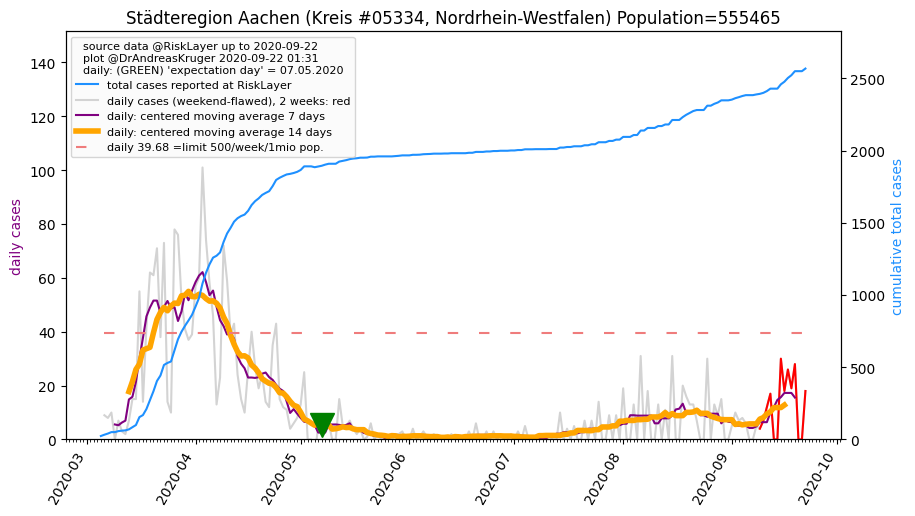 Städteregion Aachen (Kreis #05334, Nordrhein-Westfalen) Population=555465
source data @RiskLayer up to 2020-09-22
plot @DrAndreasKruger 2020-09-22 01:31
daily: (GREEN) 'expectation day' = 07.05.2020
total cases reported at RiskLayer
daily cases (weekend-flawed), 2 weeks: red
daily: centered moving average 7 days
daily: centered moving average 14 days
daily 39.68 =limit 500/week/1mio pop.
daily cases
140
120
100
80
60
40
20
0
2500
2000
1500
1000
500
0
cumulative total cases
2020-03
2020-04
2020-05
2020-06
2020-07
2020-08
2020-09
2020-10